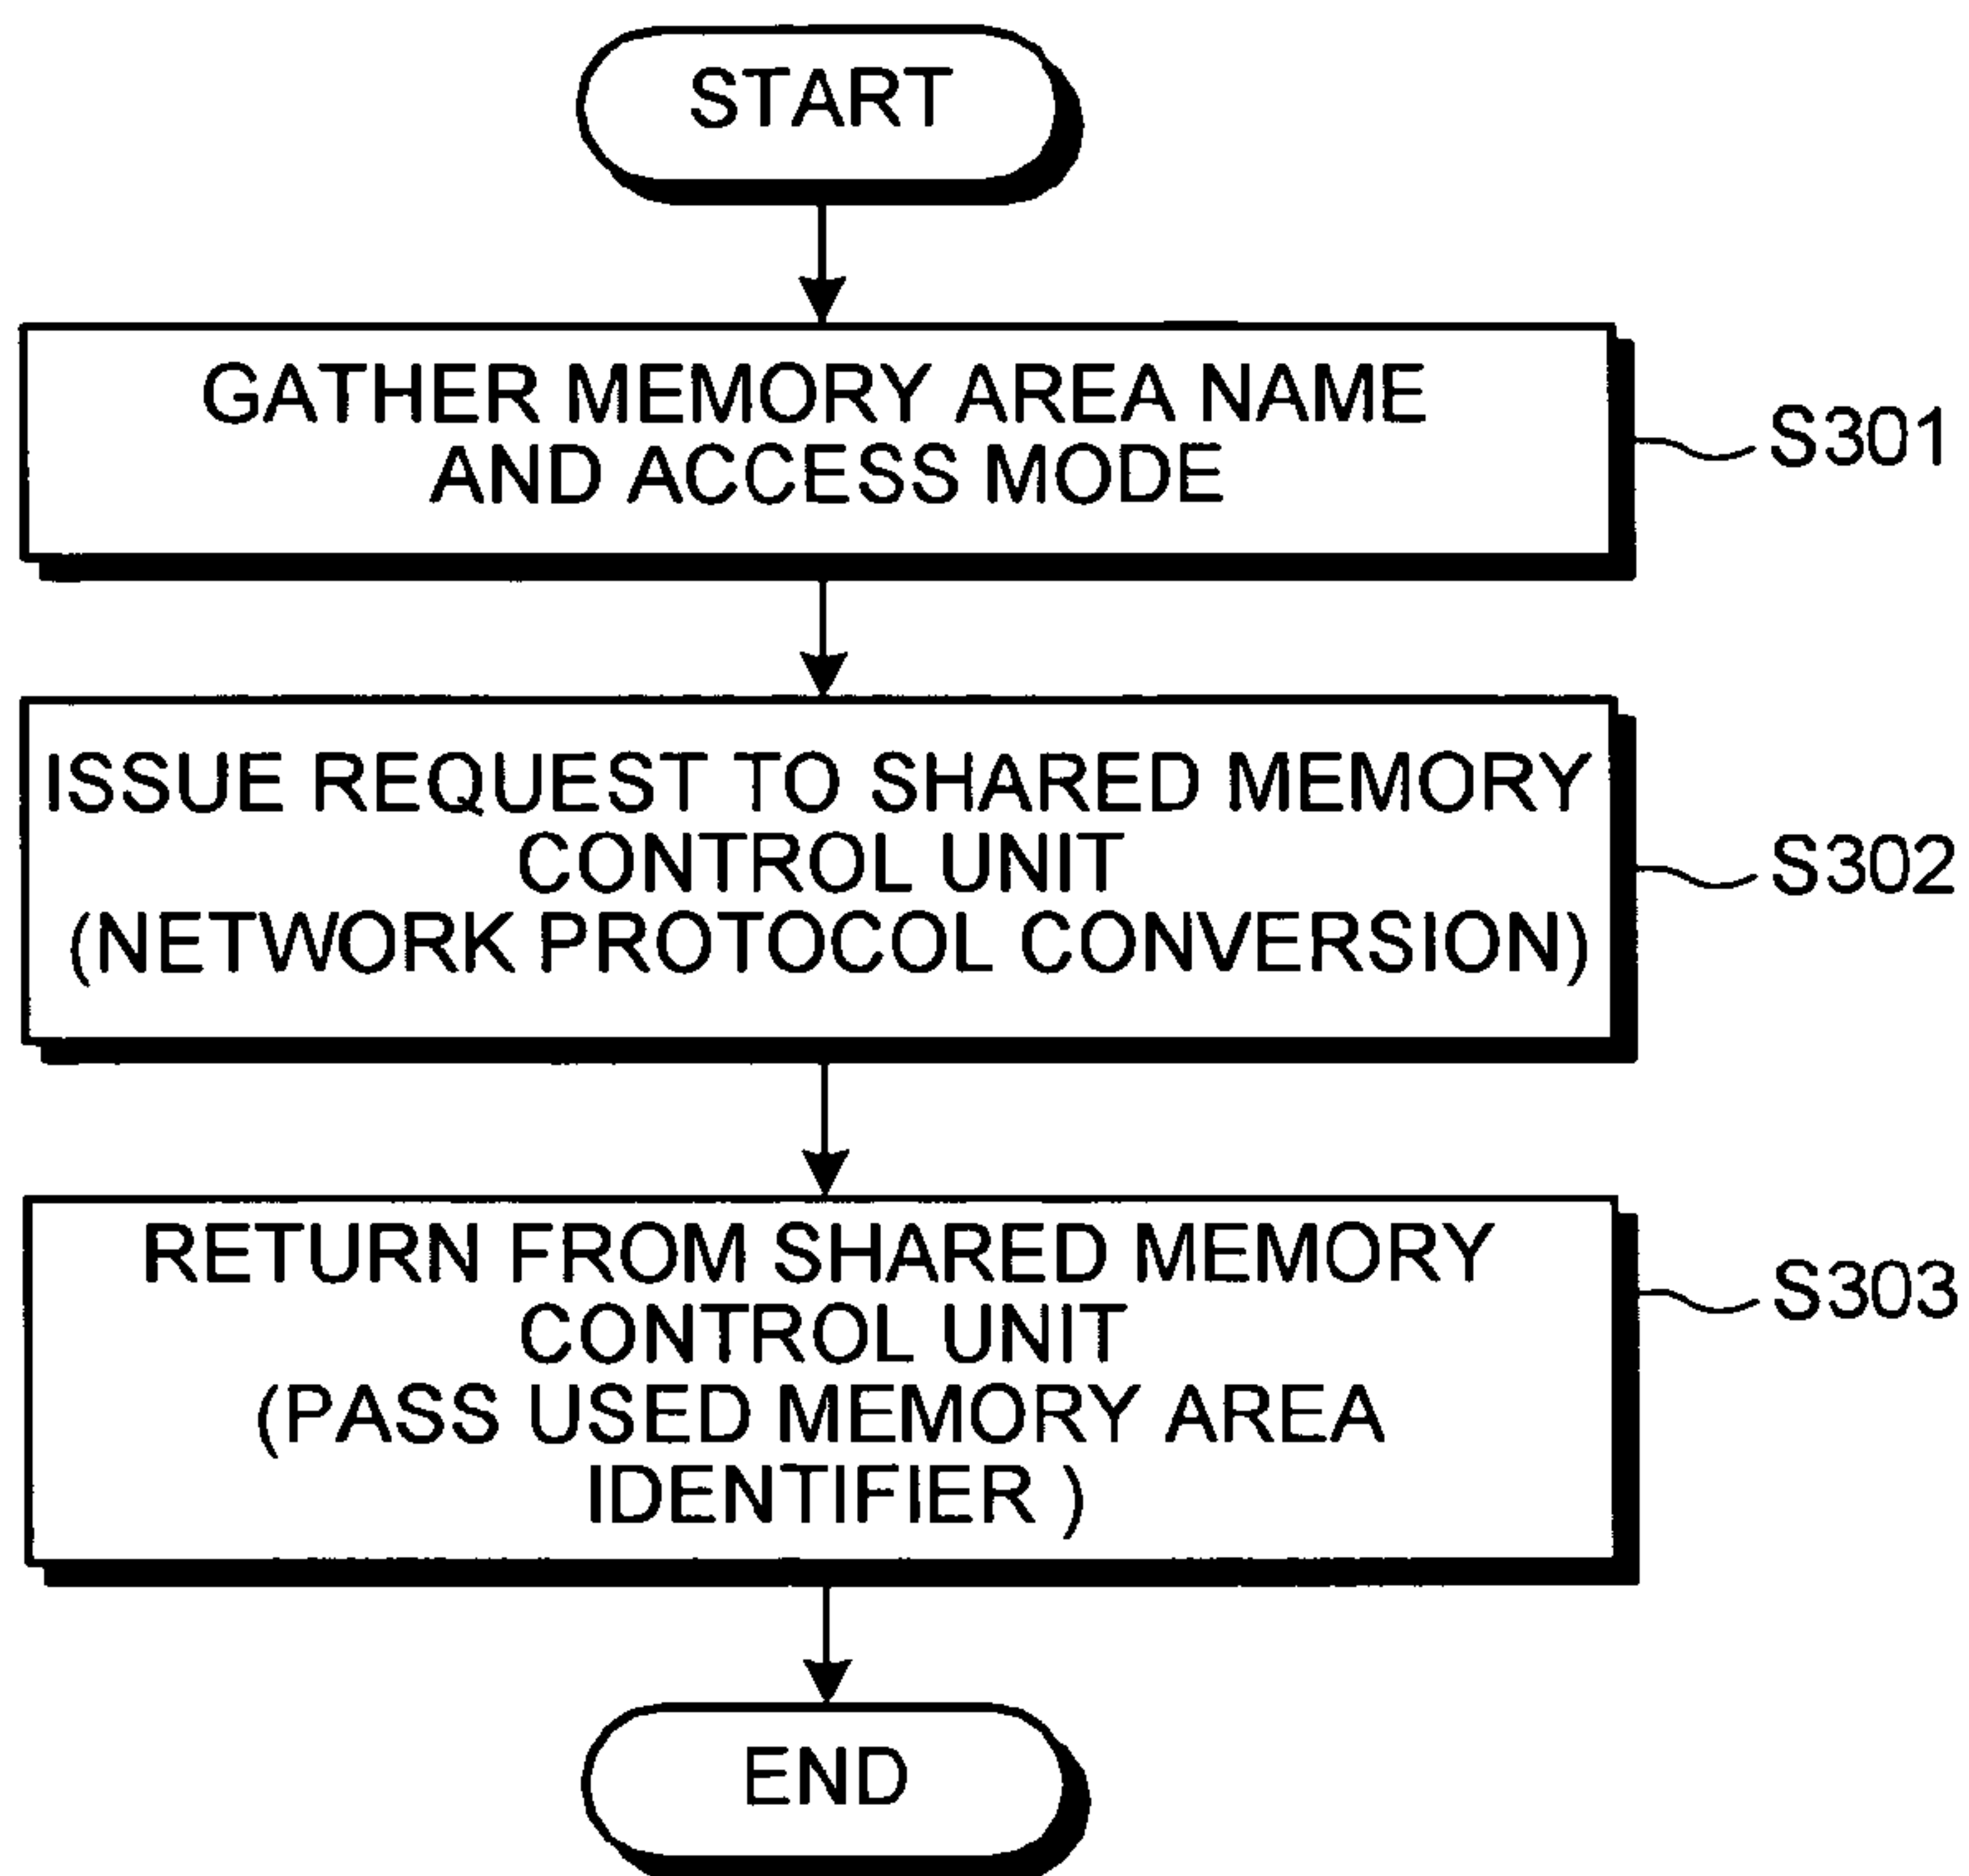 START
GATHER MEMORY AREA NAME
AND ACCESS MODE
S301
ISSUE REQUEST TO SHARED MEMORY
CONTROL UNIT
(NETWORK PROTOCOL CONVERSION)
S302
RETURN FROM SHARED MEMORY
CONTROL UNIT
(PASS USED MEMORY AREA
IDENTIFIER )
S303
END